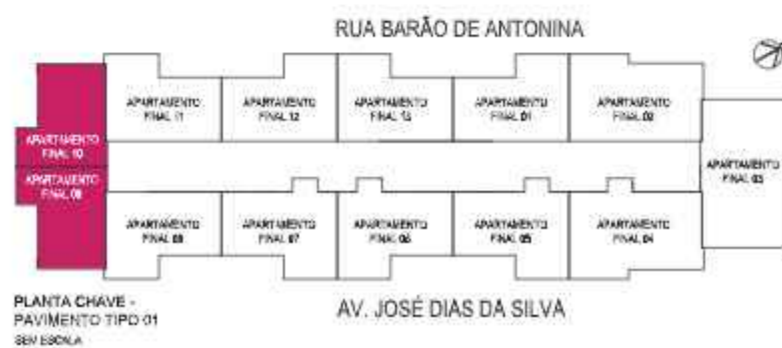 RUA BARÃO DE ANTONINA
APARTAMENTO
FINAL 11
APARTAMENTO
FINAL 12
APARTAMENTO
FINAL 13
APARTAMENTO
FINAL 01
APARTAMENTO
FINAL 02
APARTAMENTO
FINAL 10
APARTAMENTO
FINAL 09
APARTAMENTO
FINAL 03
APARTAMENTO
FINAL 08
APARTAMENTO
FINAL 07
APARTAMENTO
FINAL 06
APARTAMENTO
FINAL 05
APARTAMENTO
FINAL 04
PLANTA CHAVE -
PAVIMENTO TIPO 01
SEM ESCALA
AV. JOSÉ DIAS DA SILVA